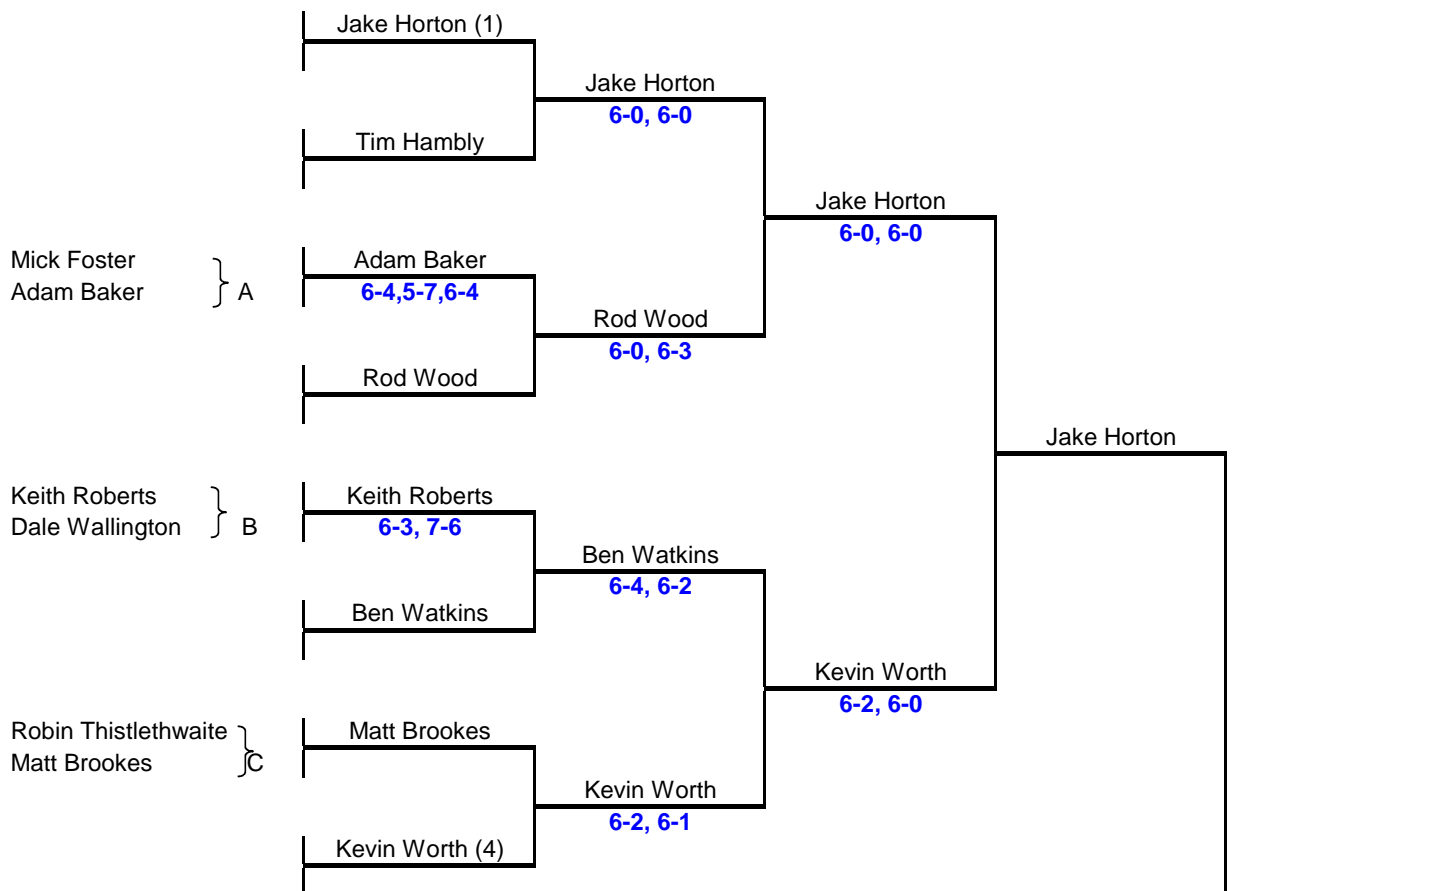 Jake Horton (1)
Jake Horton
6-0, 6-0
Tim Hambly
Jake Horton
6-0, 6-0
Mick Foster
Adam Baker
Adam Baker
A
6-4,5-7,6-4
Rod Wood
6-0, 6-3
Rod Wood
Jake Horton
Keith Roberts
Keith Roberts
Dale Wallington
B
6-3, 7-6
Ben Watkins
6-4, 6-2
Ben Watkins
Kevin Worth
6-2, 6-0
Robin Thistlethwaite
Matt Brookes
Matt Brookes
C
Kevin Worth
6-2, 6-1
Kevin Worth (4)